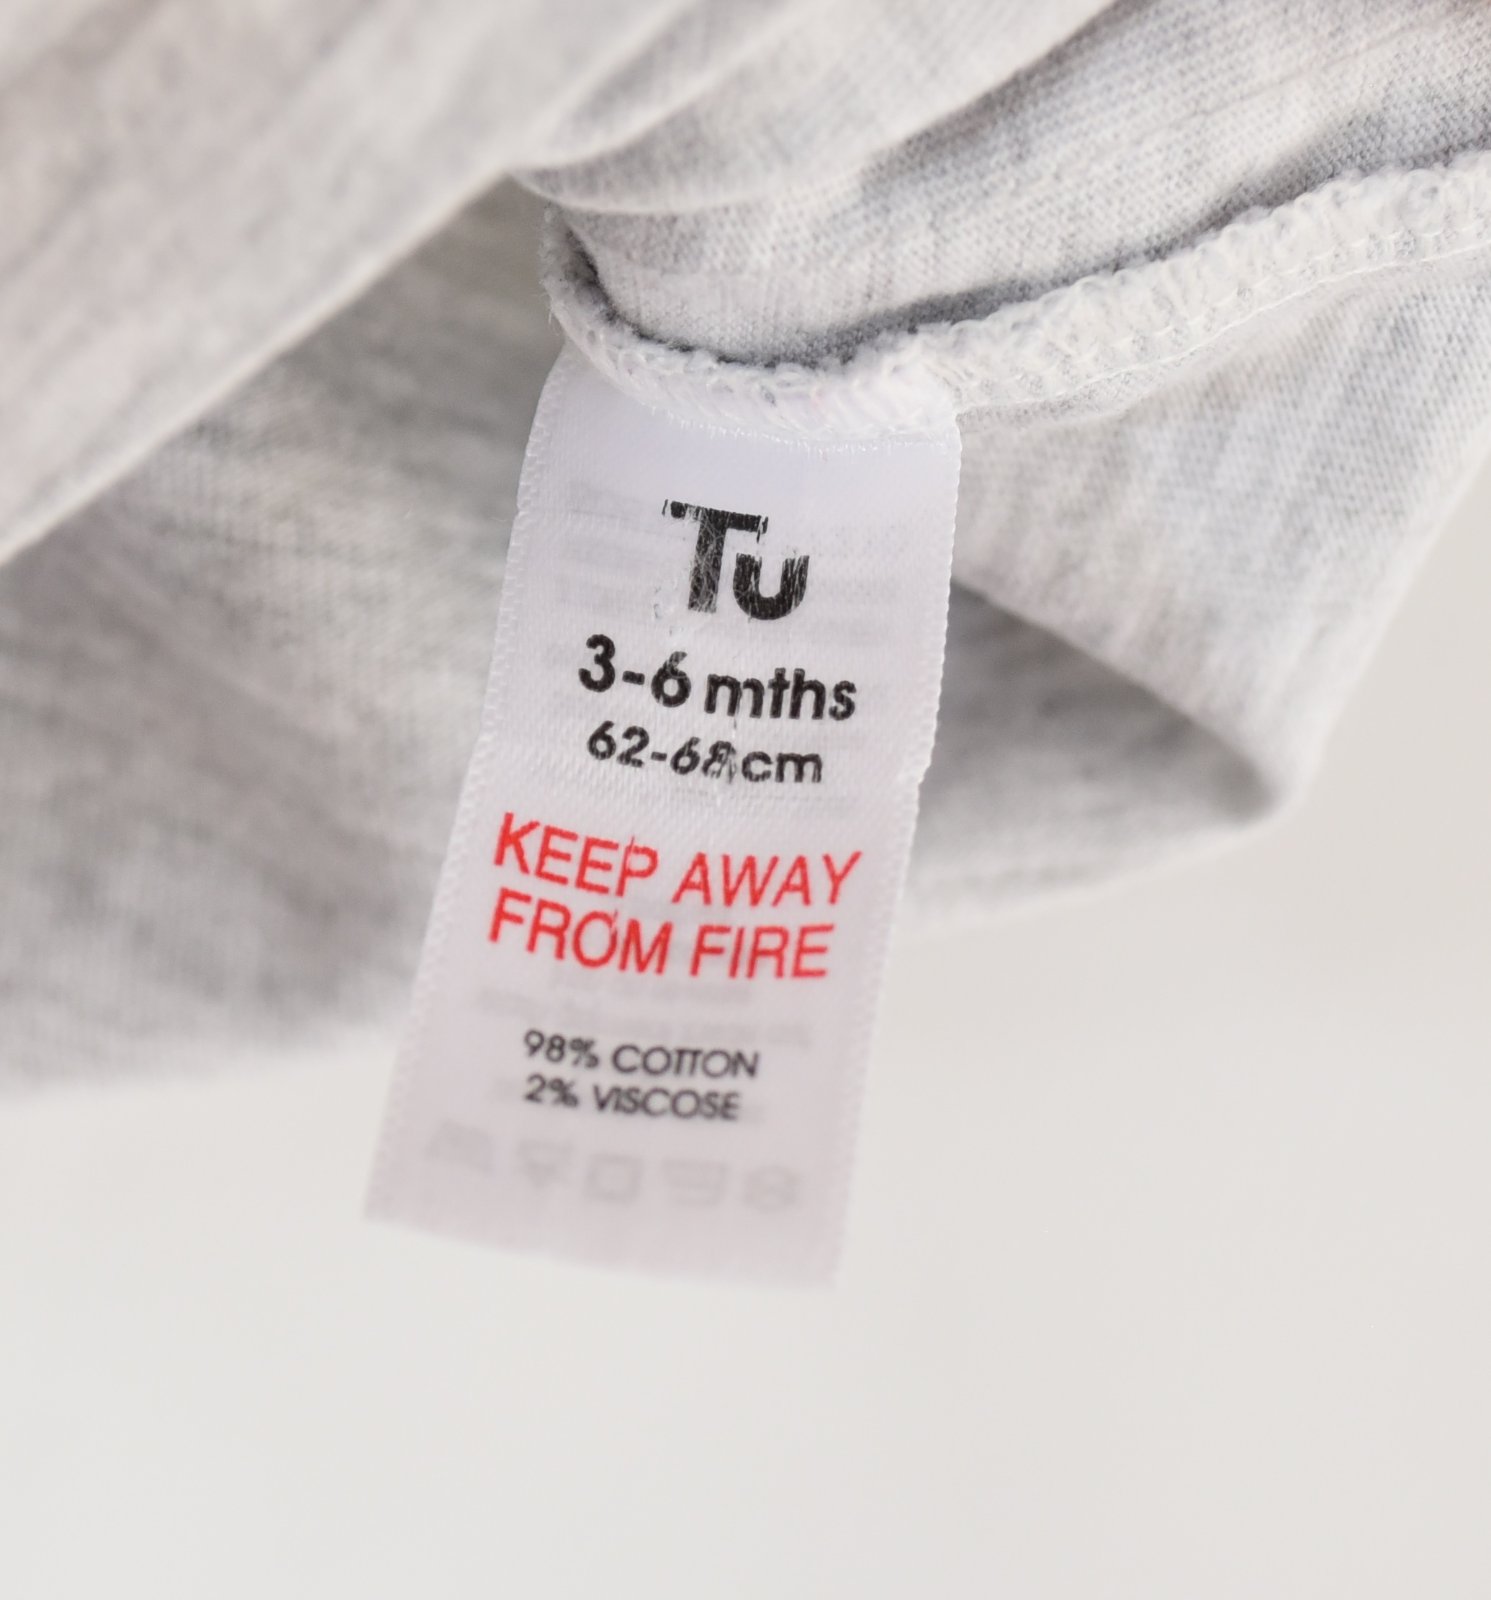 Tu
3-6 mths
62-68cm
KEEP AWAY
FROM FIRE
98% COTTON
2% VISCOSE